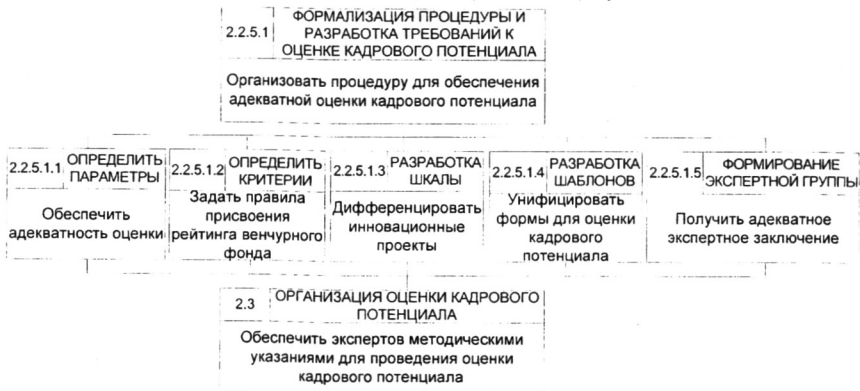 2.2.5.1
ФОРМАЛИЗАЦИЯ ПРОЦЕДУРЫ И
РАЗРАБОТКА ТРЕБОВАНИЙ К
ОЦЕНКЕ КАДРОВОГО ПОТЕНЦИАЛА
Организовать процедуру для обеспечения
адекватной оценки кадрового потенциала
2.2.5.1.1
ОПРЕДЕЛИТЬ
ПАРАМЕТРЫ
Обеспечить
адекватность оценки
2.2.5.1.2
ОПРЕДЕЛИТЬ
КРИТЕРИИ
Задать правила
присвоения
рейтинга венчурного
фонда
2.2.5.1.3
РАЗРАБОТКА
ШКАЛЫ
Дифференцировать
инновационные
проекты
2.2.5.1.4
РАЗРАБОТКА
ШАБЛОНОВ
Унифицировать
формы для оценки
кадрового
потенциала
2.2.5.1.5
ФОРМИРОВАНИЕ
ЭКСПЕРТНОЙ ГРУППЫ
Получить адекватное
экспертное заключение
2.3
ОРГАНИЗАЦИЯ ОЦЕНКИ КАДРОВОГО
ПОТЕНЦИАЛА
Обеспечить экспертов методическими
указаниями для проведения оценки
кадрового потенциала